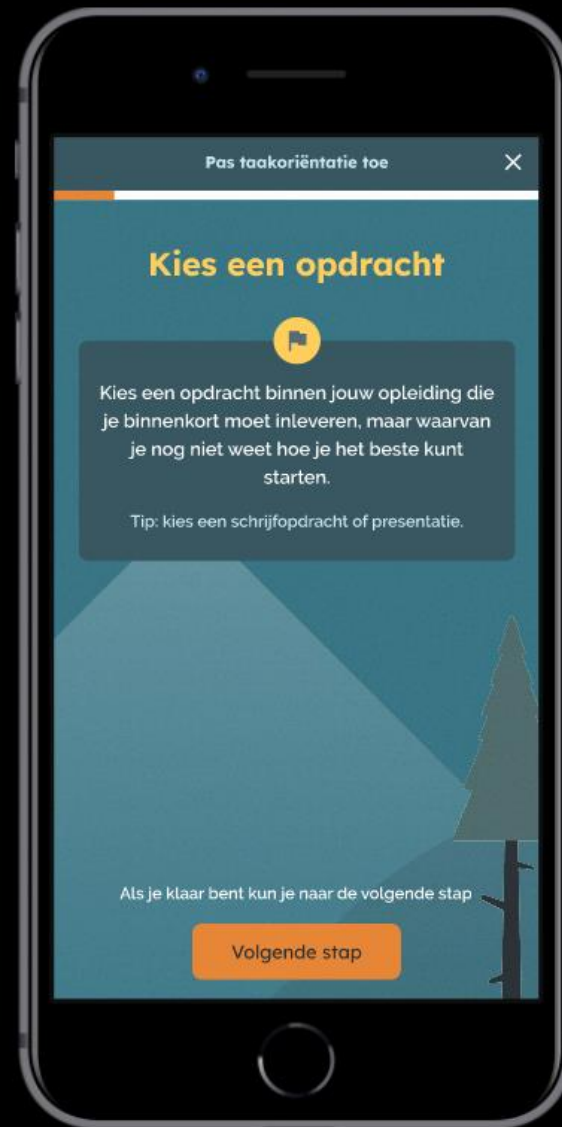 Pas taakoriëntatie toe
Kies een opdracht
Kies een opdracht binnen jouw opleiding die
je binnenkort moet inleveren, maar waarvan
je nog niet weet hoe je het beste kunt
starten.
Tip: kies een schrijfopdracht of presentatie.
Als je klaar bent kun je naar de volgende stap
Volgende stap